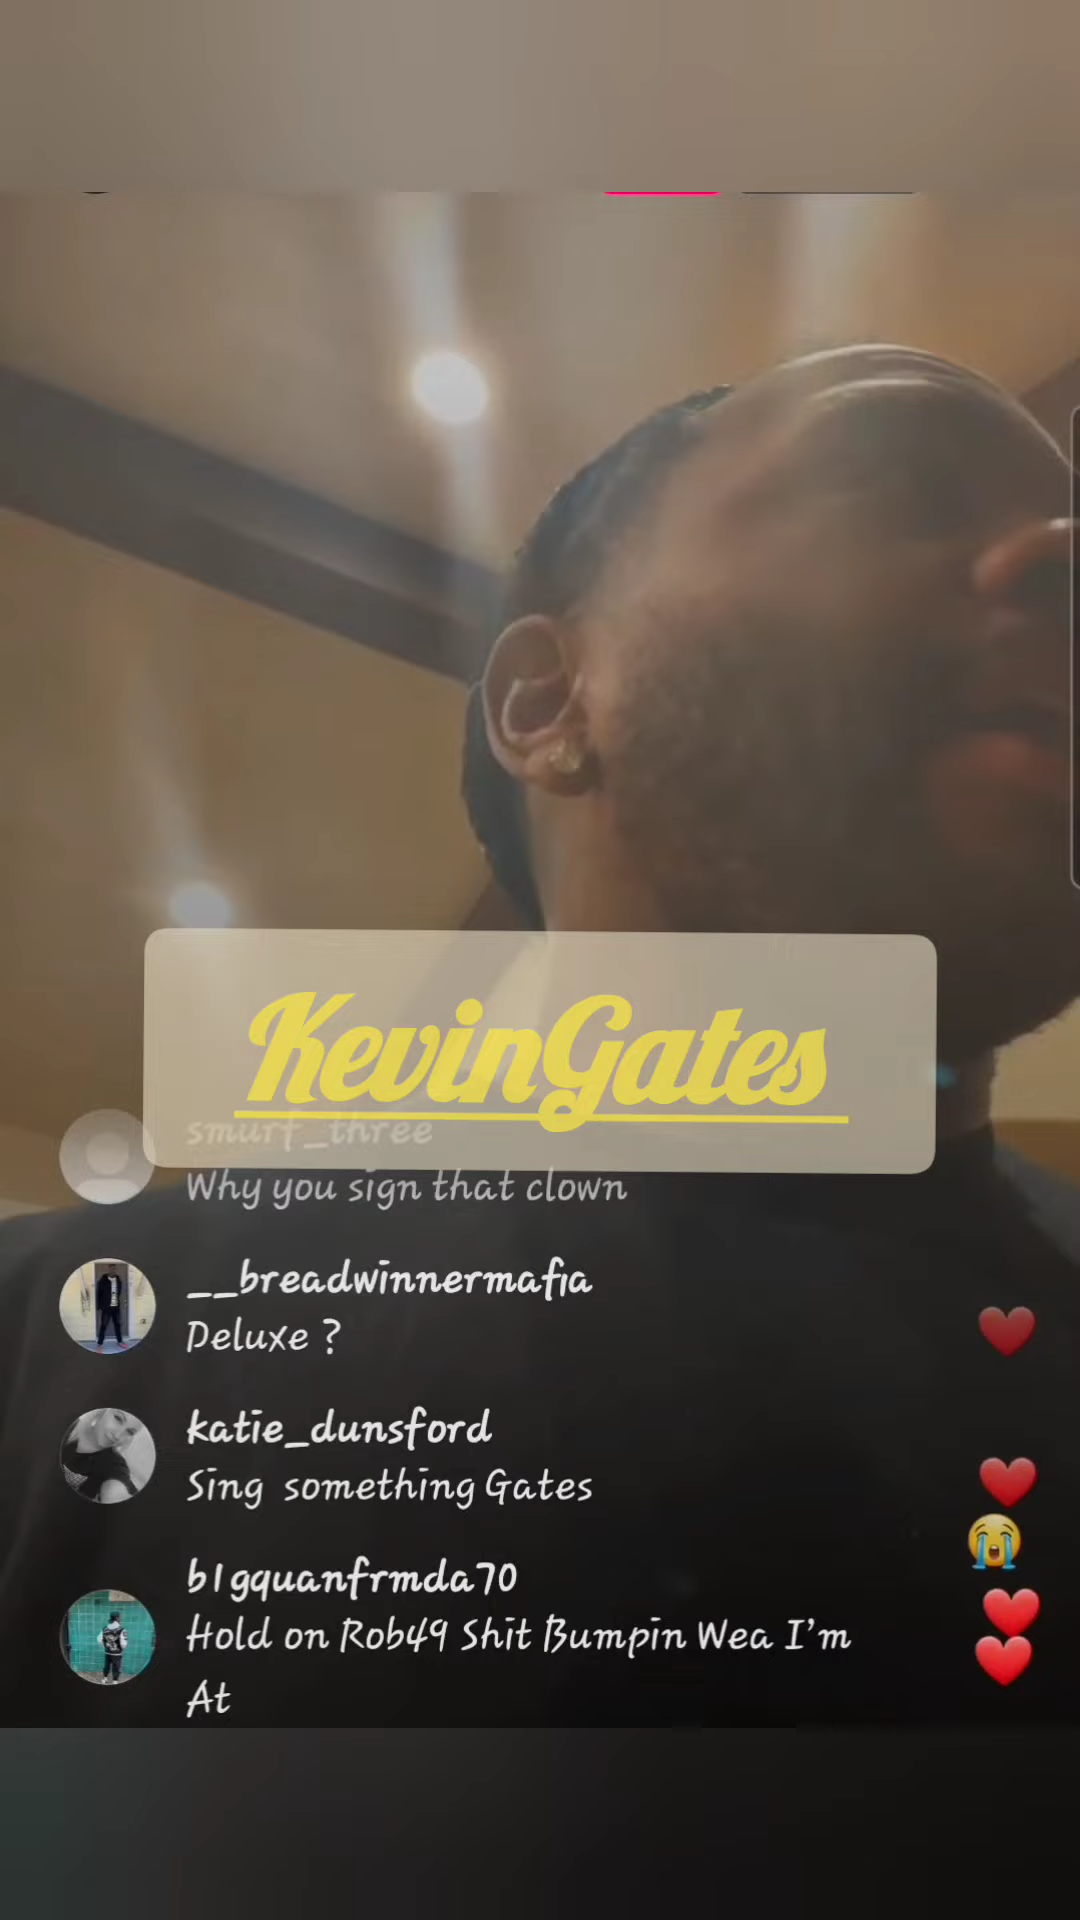 KevinGates
smurf_three
Why you sign that clown
__breadwinnermafia
Deluxe ?
katie_dunsford
Sing something Gates
b1gquanfrmda70
Hold on Rob49 Shit Bumpin Wea I'm
At